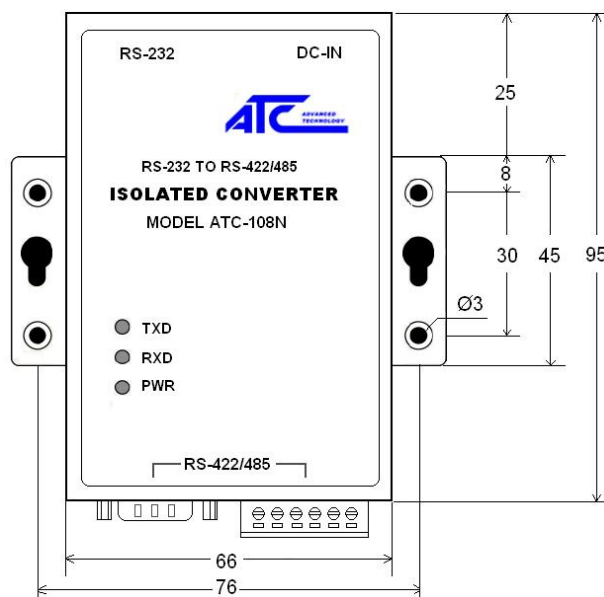 RS-232 DC-IN
ATC ADVANCED
TECHNOLOGY
RS-232 TO RS-422/485
ISOLATED CONVERTER
MODEL ATC-108N
TXD
RXD
PWR
RS-422/485
25
8
30
45
95
Ø3
66
76